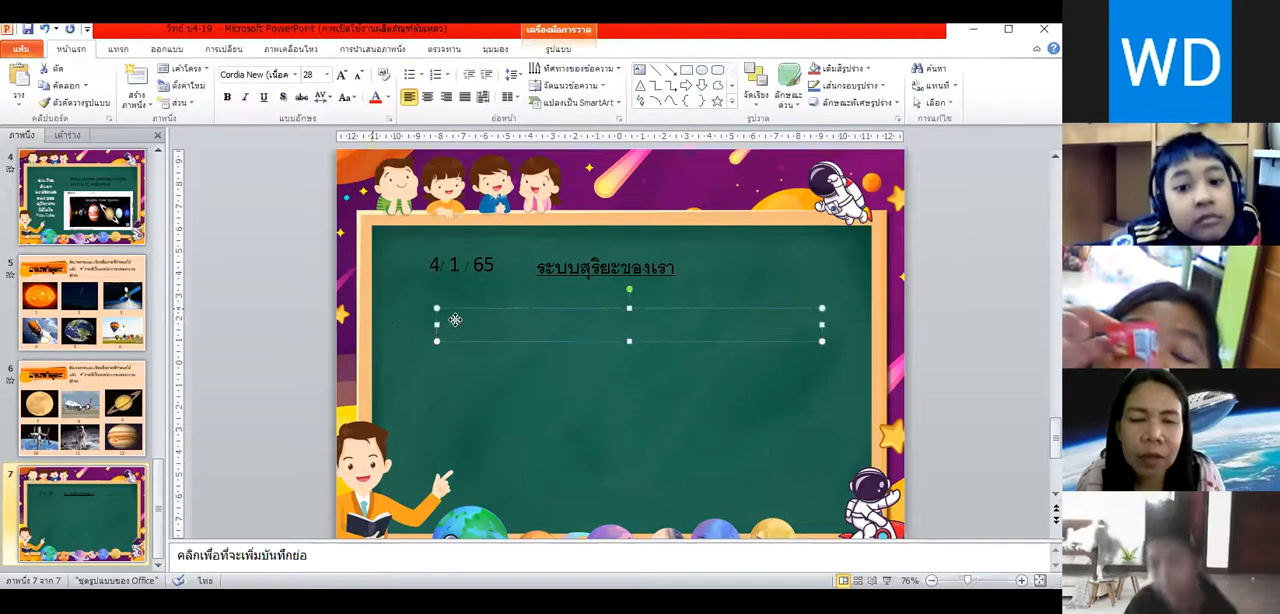 วิทย์ ป4-19 - Microsoft PowerPoint (การเปิดใช้งานผลิตภัณฑ์ล้มเหลว)
เครื่องมือการวาด
แฟ้ม หน้าแรก แทรก ออกแบบ การเปลี่ยน ภาพเคลื่อนไหว การนำเสนอภาพนิ่ง ตรวจทาน มุมมอง รูปแบบ
วาง
ตัด
คัดลอก
ตัวคัดวางรูปแบบ
คลิปบอร์ด
สร้างภาพนิ่ง
เค้าโครง
ตั้งค่าใหม่
ส่วน
ภาพนิ่ง
Cordia New (เนื้อค 28
B I U S abc AV Aa A
แบบอักษร
ทิศทางของข้อความ
จัดแนวข้อความ
แปลงเป็น SmartArt
ย่อหน้า
จัดเรียง
ลักษณะด่วน
เติมสีรูปร่าง
เส้นกรอบรูปร่าง
ลักษณะพิเศษรูปร่าง
รูปวาด
ค้นหา
แทนที่
เลือก
การแก้ไข
ภาพนิ่ง เค้าร่าง
4
5
6
7
4/ 1 / 65 ระบบสุริยะของเรา
คลิกเพื่อที่จะเพิ่มบันทึกย่อ
ภาพนิ่ง 7 จาก 7 "ชุดรูปแบบของ Office" ไทย 76%
WD